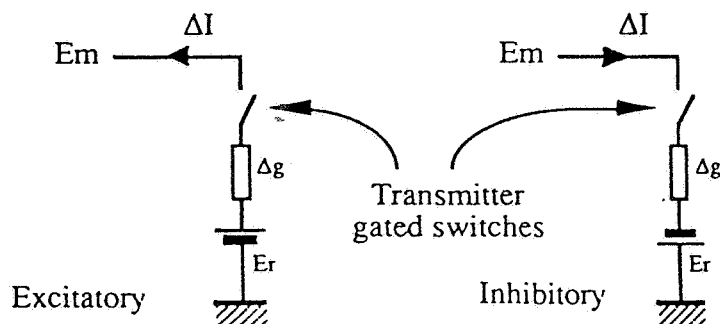 ΔI
ΔI
Em
Em
Δg
Δg
Transmitter
gated switches
Er
Er
Excitatory
Inhibitory